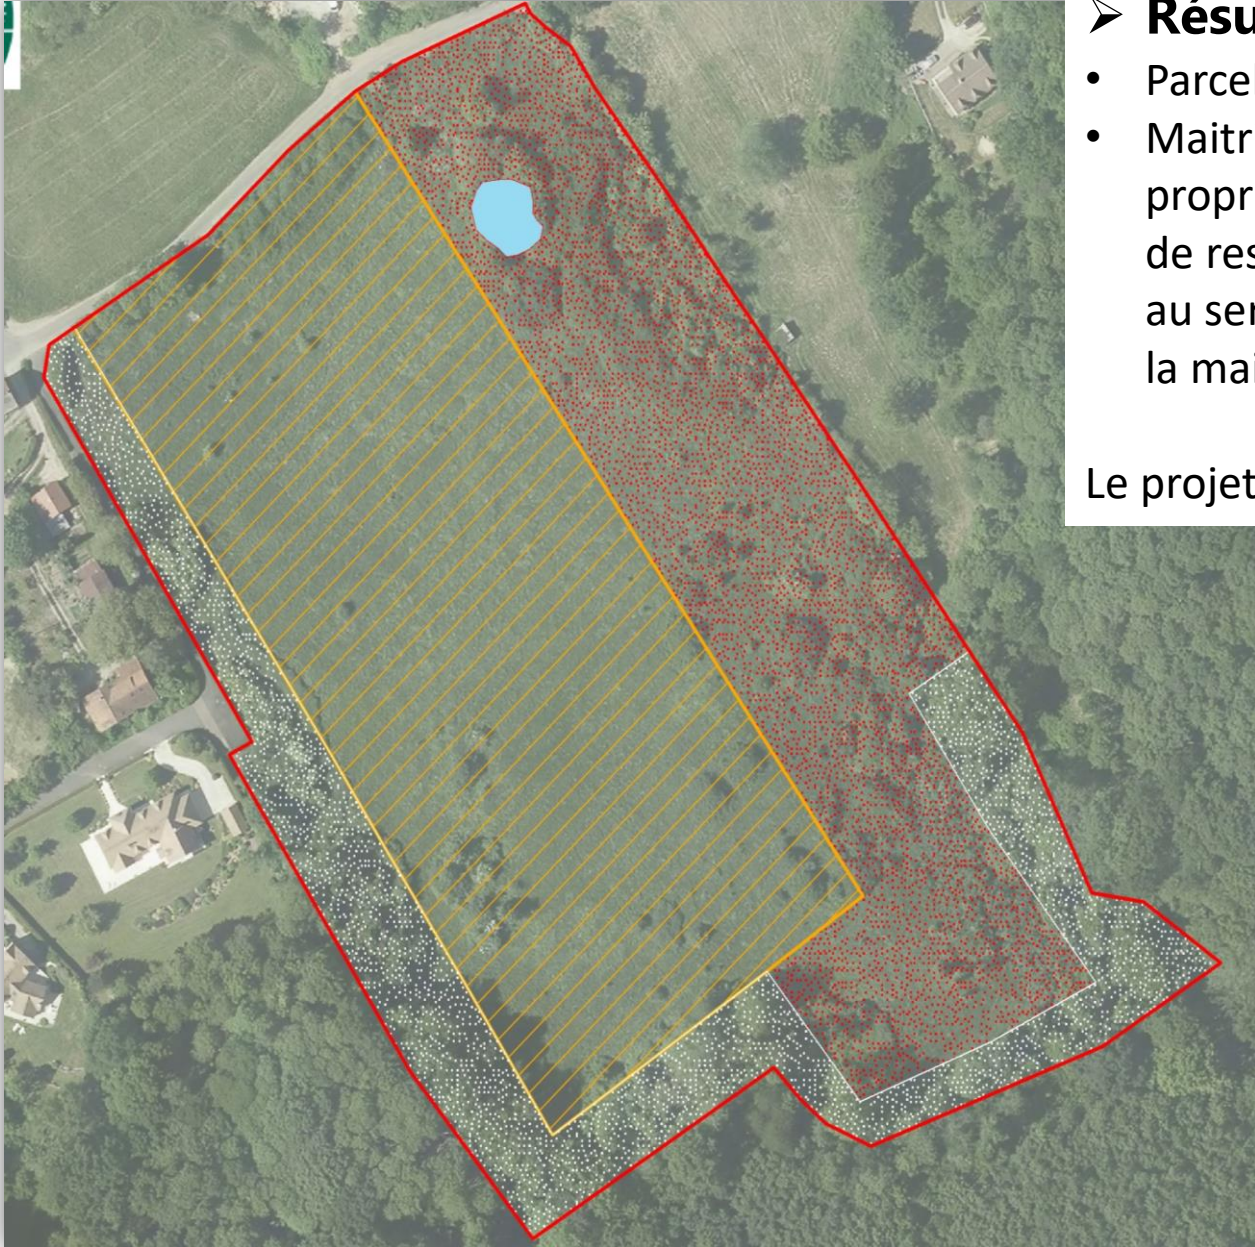 ➢ Résu
• Parcel
• Maitr
propr
de res
au ser
la mai
Le projet